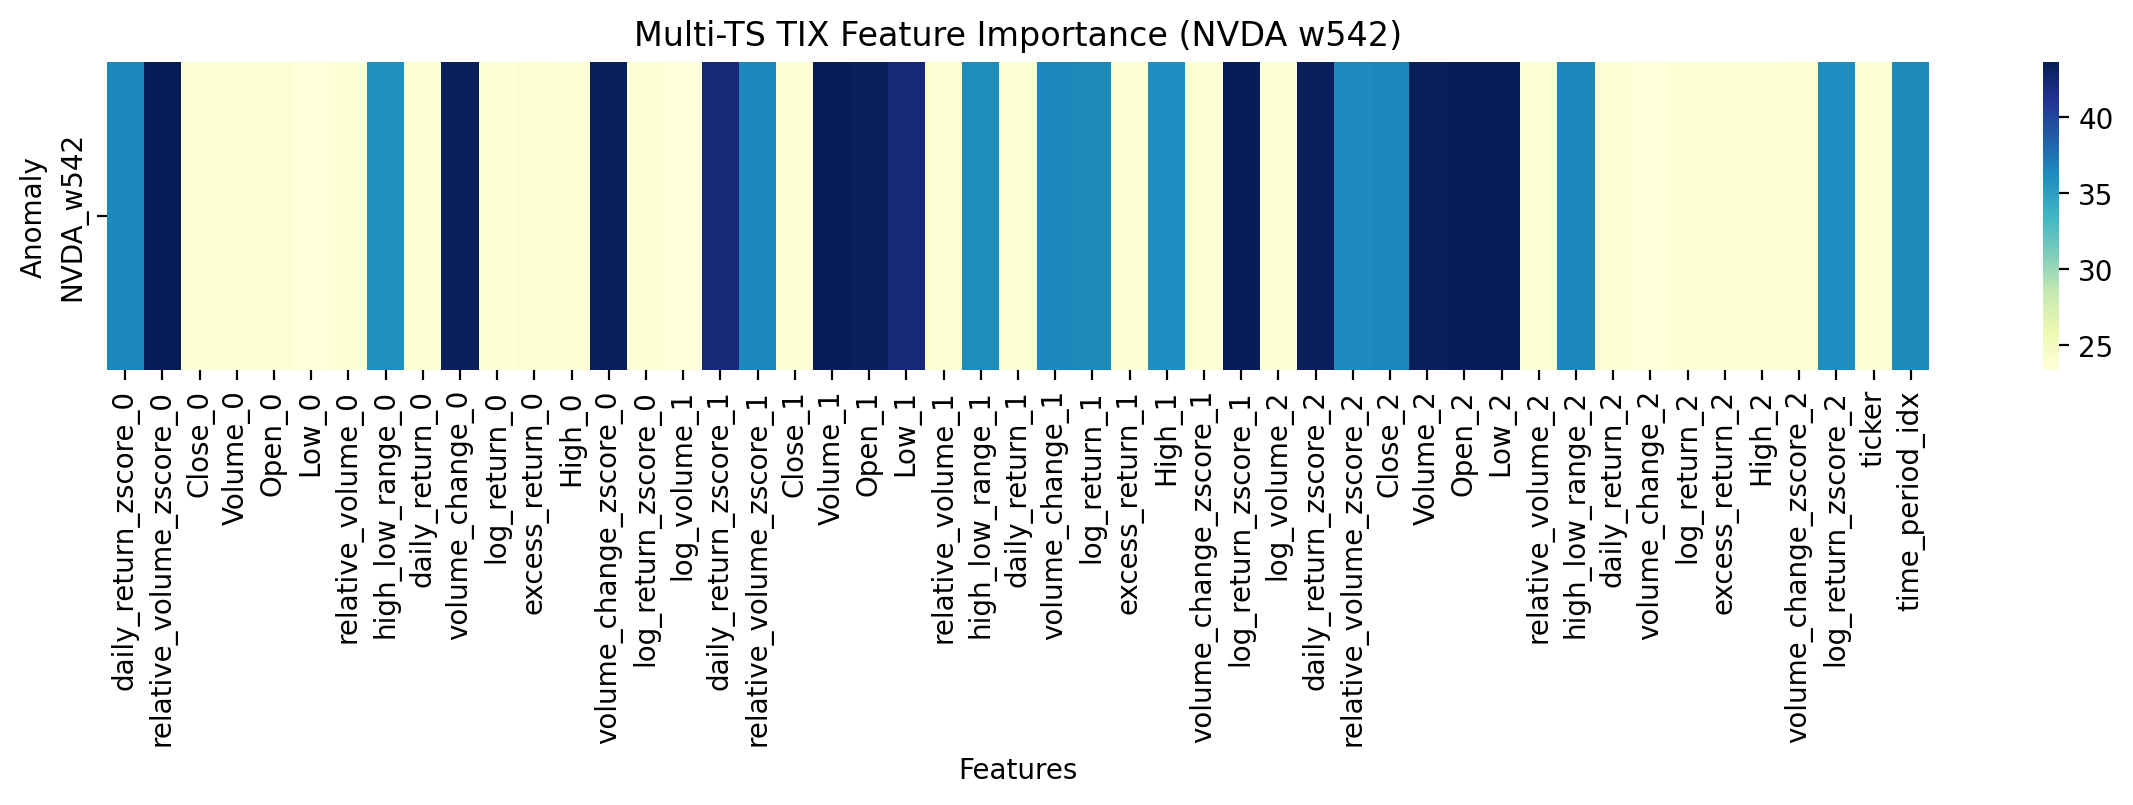 Multi-TS TIX Feature Importance (NVDA w542)
Anomaly
NVDA_w542
40
35
30
25
daily_return_zscore_0
relative_volume_zscore_0
Close_0
Volume_0
Open_0
Low_0
relative_volume_0
high_low_range_0
daily_return_0
volume_change_0
log_return_0
excess_return_0
High_0
volume_change_zscore_0
log_return_zscore_0
log_volume_1
daily_return_zscore_1
relative_volume_zscore_1
Close_1
Volume_1
Open_1
Low_1
relative_volume_1
high_low_range_1
daily_return_1
volume_change_1
log_return_1
excess_return_1
High_1
volume_change_zscore_1
log_return_zscore_1
log_volume_2
daily_return_zscore_2
relative_volume_zscore_2
Close_2
Volume_2
Open_2
Low_2
relative_volume_2
high_low_range_2
daily_return_2
volume_change_2
log_return_2
excess_return_2
High_2
volume_change_zscore_2
log_return_zscore_2
ticker
time_period_idx
Features